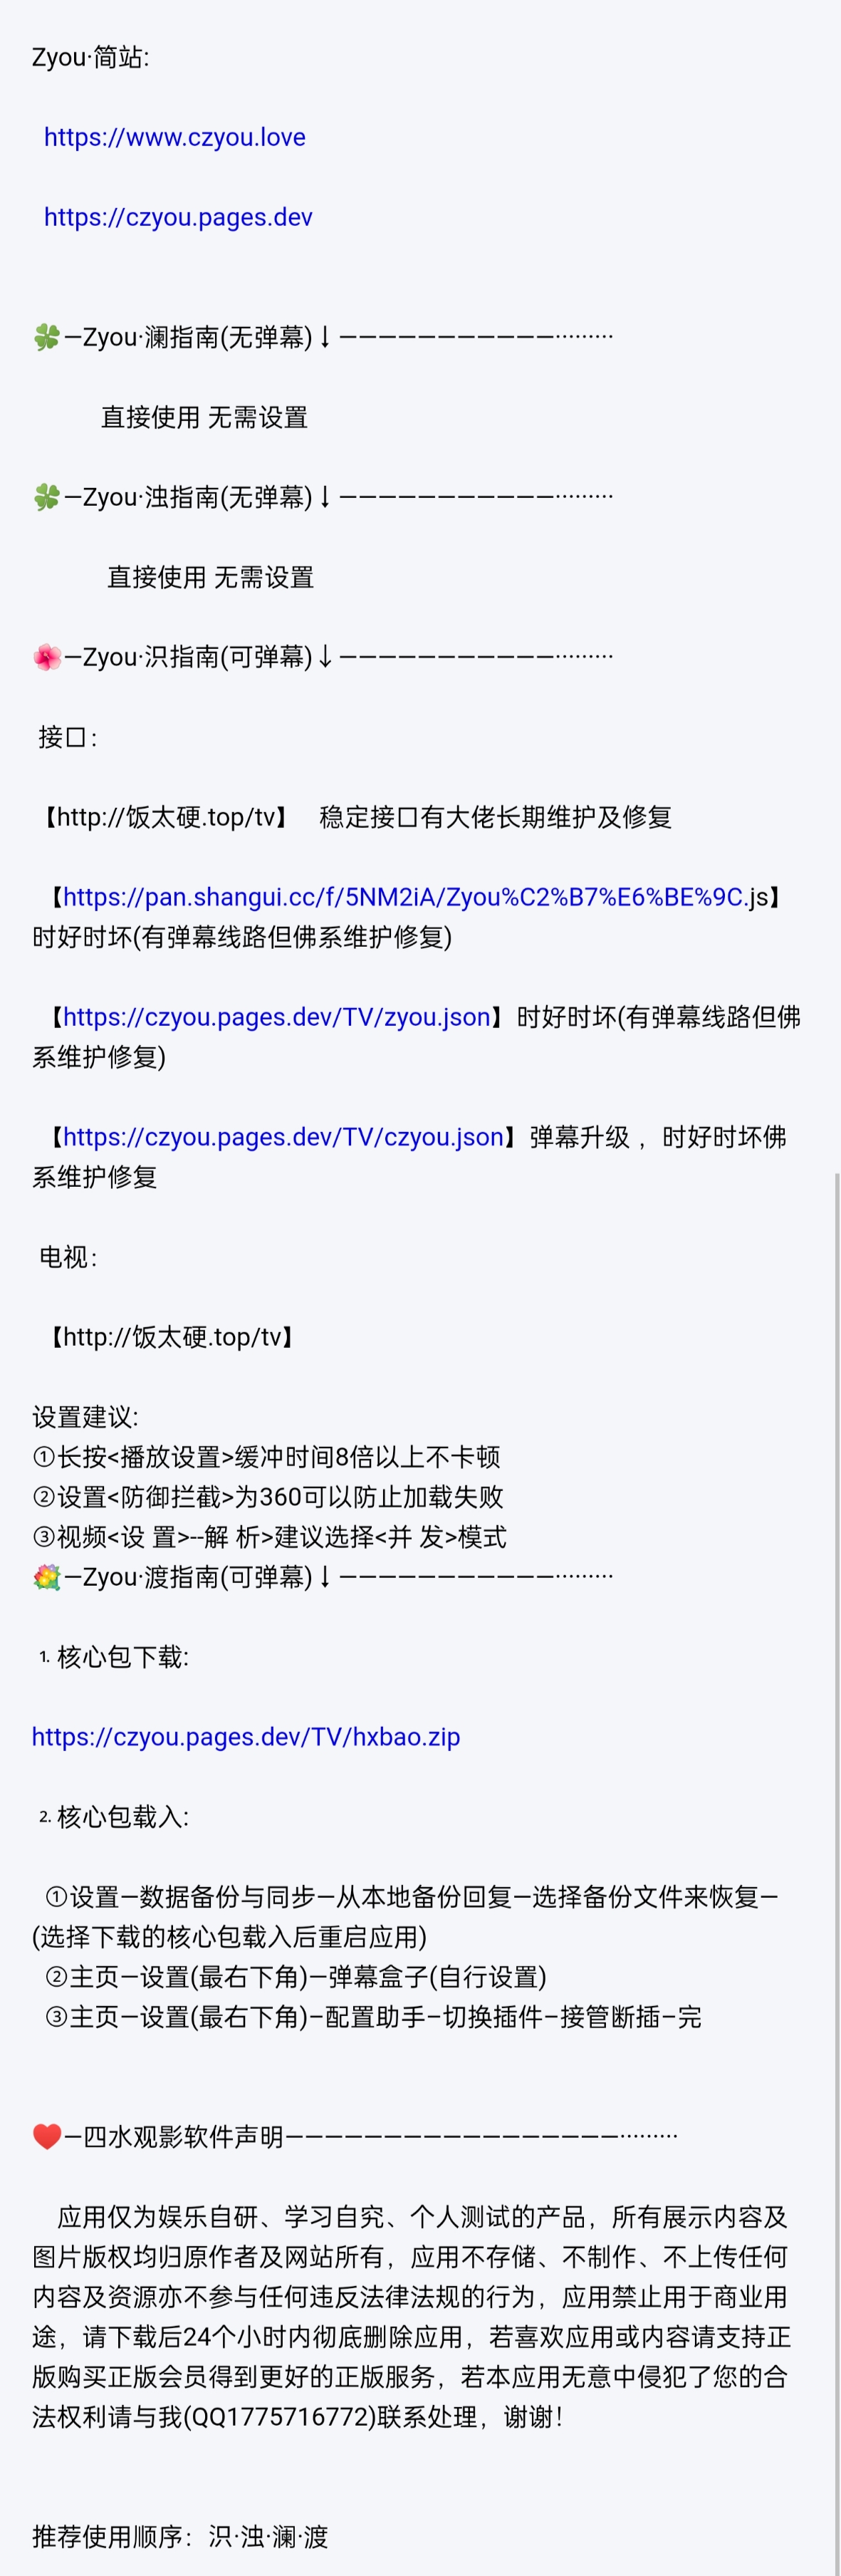 Zyou·简站:
https://www.czyou.love
https://czyou.pages.dev
🍀—Zyou·澜指南(无弹幕)↓———————————·········
直接使用 无需设置
🍀—Zyou·浊指南(无弹幕)↓———————————·········
直接使用 无需设置
🌺—Zyou·泦指南(可弹幕)↓———————————·········
接口：
【http://饭太硬.top/tv】 稳定接口有大佬长期维护及修复
【https://pan.shangui.cc/f/5NM2iA/Zyou%C2%B7%E6%BE%9C.js】
时好时坏(有弹幕线路但佛系维护修复)
【https://czyou.pages.dev/TV/zyou.json】时好时坏(有弹幕线路但佛
系维护修复)
【https://czyou.pages.dev/TV/czyou.json】弹幕升级 ，时好时坏佛
系维护修复
电视：
【http://饭太硬.top/tv】
设置建议:
①长按<播放设置>缓冲时间8倍以上不卡顿
②设置<防御拦截>为360可以防止加载失败
③视频<设 置>--解 析>建议选择<并 发>模式
💐—Zyou·渡指南(可弹幕)↓———————————·········
⒈核心包下载:
https://czyou.pages.dev/TV/hxbao.zip
⒉核心包载入:
①设置—数据备份与同步—从本地备份回复—选择备份文件来恢复—
(选择下载的核心包载入后重启应用)
②主页—设置(最右下角)—弹幕盒子(自行设置)
③主页—设置(最右下角)–配置助手–切换插件–接管断插–完
❤️—四水观影软件声明—————————————————·········
应用仅为娱乐自研、学习自究、个人测试的产品，所有展示内容及
图片版权均归原作者及网站所有，应用不存储、不制作、不上传任何
内容及资源亦不参与任何违反法律法规的行为，应用禁止用于商业用
途，请下载后24个小时内彻底删除应用，若喜欢应用或内容请支持正
版购买正版会员得到更好的正版服务，若本应用无意中侵犯了您的合
法权利请与我(QQ1775716772)联系处理，谢谢！
推荐使用顺序：泦·浊·澜·渡